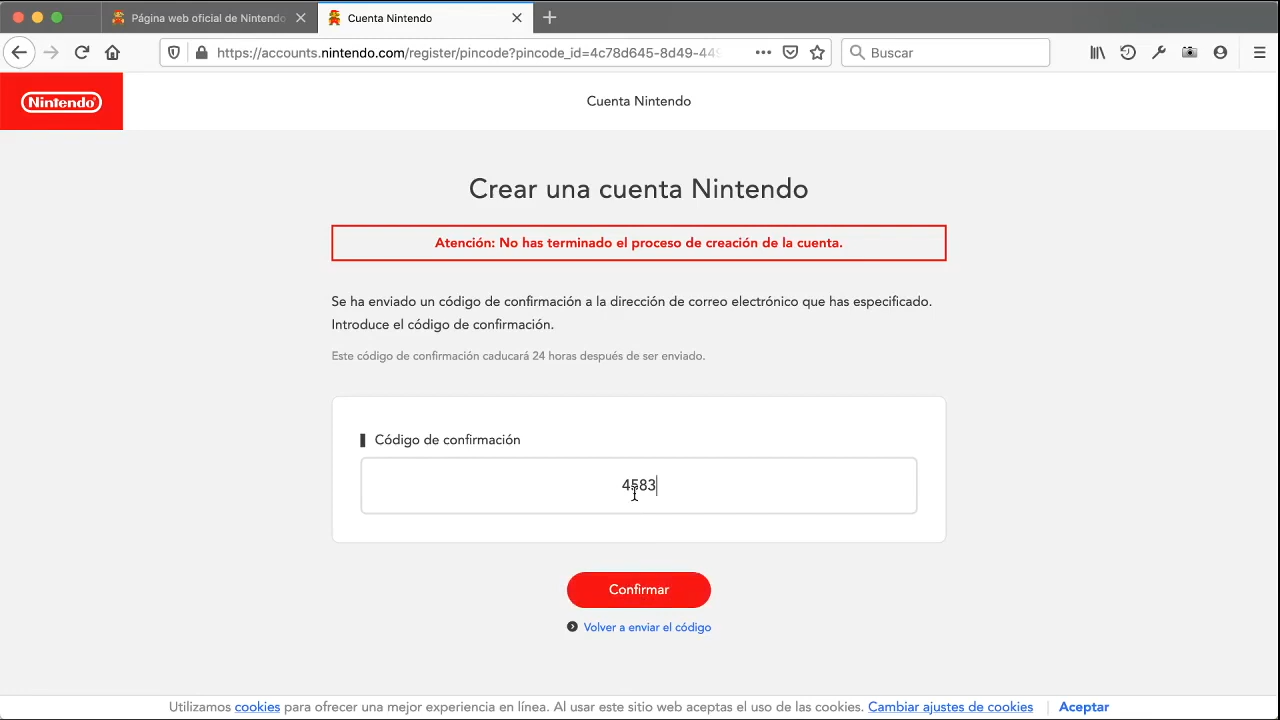 Página web oficial de Nintendo
Cuenta Nintendo
https://accounts.nintendo.com/register/pincode?pincode_id=4c78d645-8d49-449
Buscar
Nintendo
Cuenta Nintendo
Crear una cuenta Nintendo
Atención: No has terminado el proceso de creación de la cuenta.
Se ha enviado un código de confirmación a la dirección de correo electrónico que has especificado.
Introduce el código de confirmación.
Este código de confirmación caducará 24 horas después de ser enviado.
Código de confirmación
4583
Confirmar
Volver a enviar el código
Utilizamos cookies para ofrecer una mejor experiencia en línea. Al usar este sitio web aceptas el uso de las cookies. Cambiar ajustes de cookies Aceptar